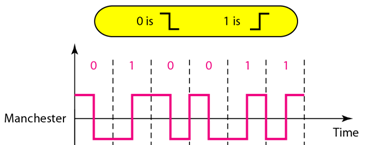 0 is 1 is
0 1 0 0 1 1
Manchester
Time